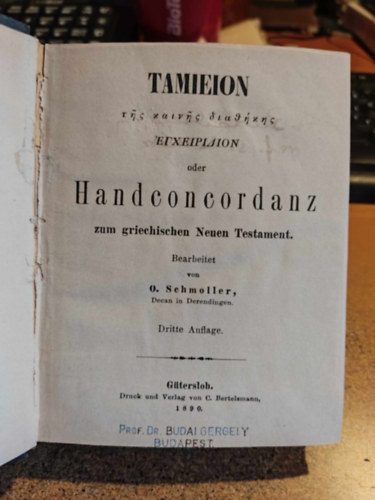 ΤΑΜΙΕΙΟΝ
τῆς καινῆς διαθήκης
ἘΓΧΕΙΡΙΔΙΟΝ
oder
Handconcordanz
zum griechischen Neuen Testament.
Bearbeitet
von
O. Schmoller,
Decan in Derendingen.
Dritte Auflage.
Gütersloh.
Druck und Verlag von C. Bertelsmann,
1890.
PROF. DR. BUDAI GERGELY
BUDAPEST.